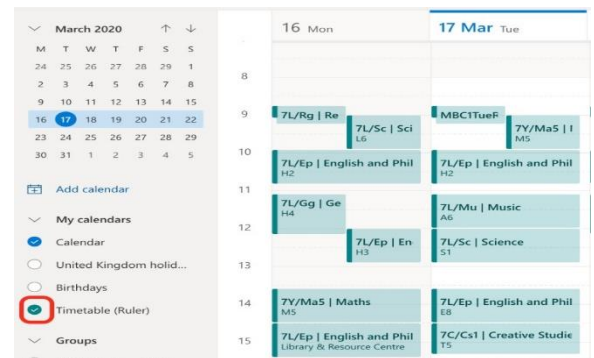 March 2020
M T W T F S S
24 25 26 27 28 29 1
2 3 4 5 6 7 8
9 10 11 12 13 14 15
16 17 18 19 20 21 22
23 24 25 26 27 28 29
30 31 1 2 3 4 5
Add calendar
My calendars
Calendar
United Kingdom holid...
Birthdays
Timetable (Ruler)
Groups
16 Mon
17 Mar Tue
8
9
10
11
12
13
14
15
7L/Rg | Re
7L/Sc | Sci
L6
7L/Ep | English and Phil
H2
7L/Gg | Ge
H4
7L/Ep | En
H3
7Y/Ma5 | Maths
M5
7L/Ep | English and Phil
Library & Resource Centre
MBC1TueF
7Y/Ma5 |
M5
7L/Ep | English and Phil
H2
7L/Mu | Music
A6
7L/Sc | Science
S1
7L/Ep | English and Phil
E8
7C/Cs1 | Creative Studie
T5